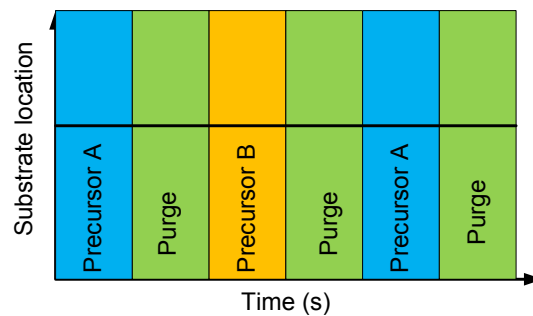 Substrate location
Precursor A
Purge
Precursor B
Purge
Precursor A
Purge
Time (s)